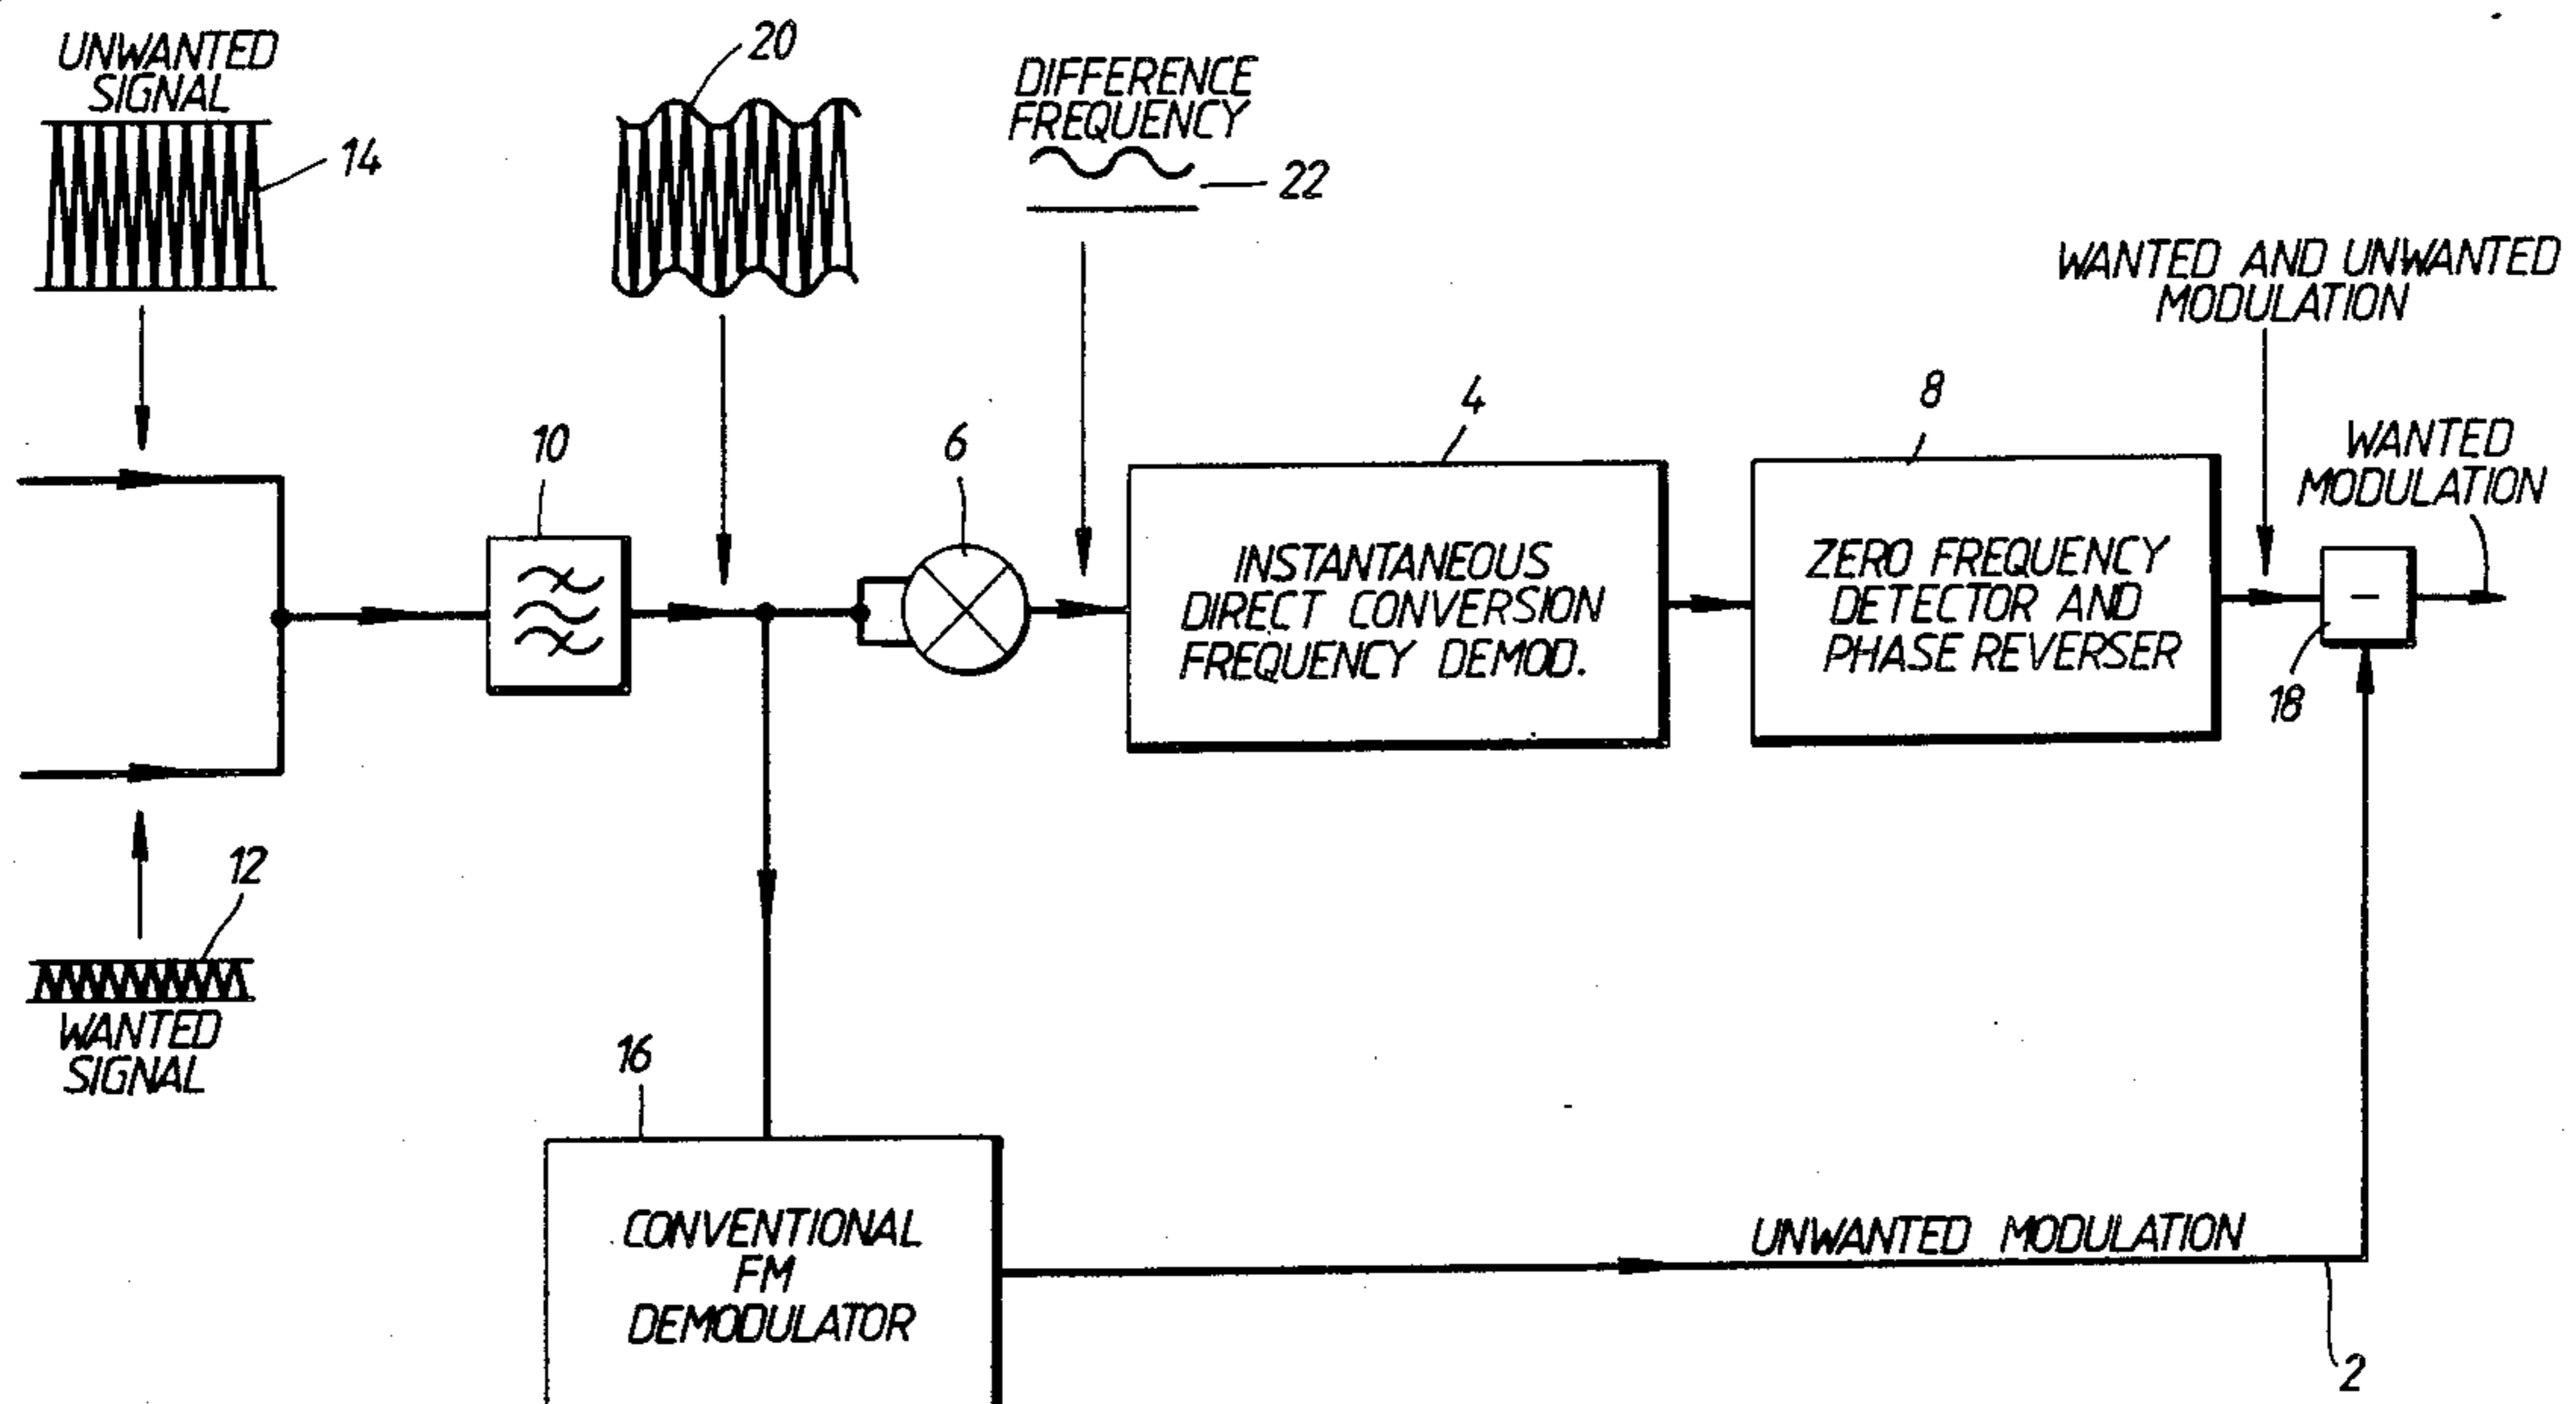 UNWANTED
SIGNAL
14
20
DIFFERENCE
FREQUENCY
22
WANTED AND UNWANTED
MODULATION
WANTED
MODULATION
10
6
4
INSTANTANEOUS
DIRECT CONVERSION
FREQUENCY DEMOD.
8
ZERO FREQUENCY
DETECTOR AND
PHASE REVERSER
–
18
12
WANTED
SIGNAL
16
CONVENTIONAL
FM
DEMODULATOR
UNWANTED MODULATION
2